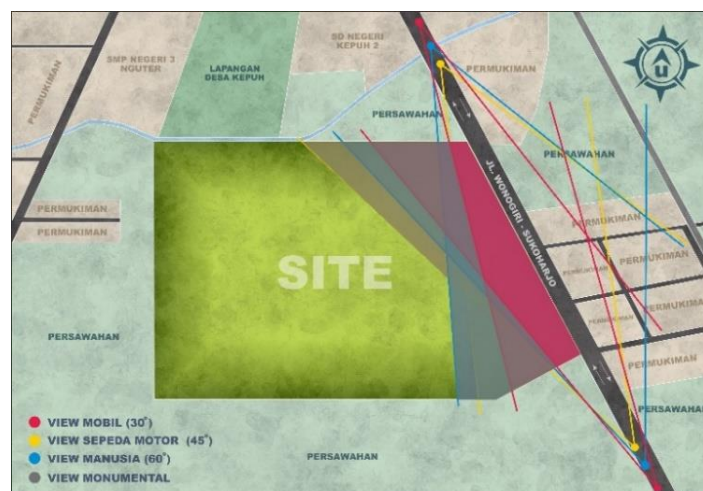 SMP NEGERI 3
NGUTER
LAPANGAN
DESA KEPUH
SD NEGERI
KEPUH 2
PERMUKIMAN
PERMUKIMAN
u
PERSAWAHAN
PERSAWAHAN
JL. WONOGIRI - SUKOHARJO
PERMUKIMAN
PERMUKIMAN
PERMUKIMAN
PERMUKIMAN
PERMUKIMAN
SITE
PERMUKIMAN
PERMUKIMAN
PERSAWAHAN
PERMUKIMAN
PERSAWAHAN
VIEW MOBIL (30°)
VIEW SEPEDA MOTOR (45°)
VIEW MANUSIA (60°)
VIEW MONUMENTAL
PERSAWAHAN